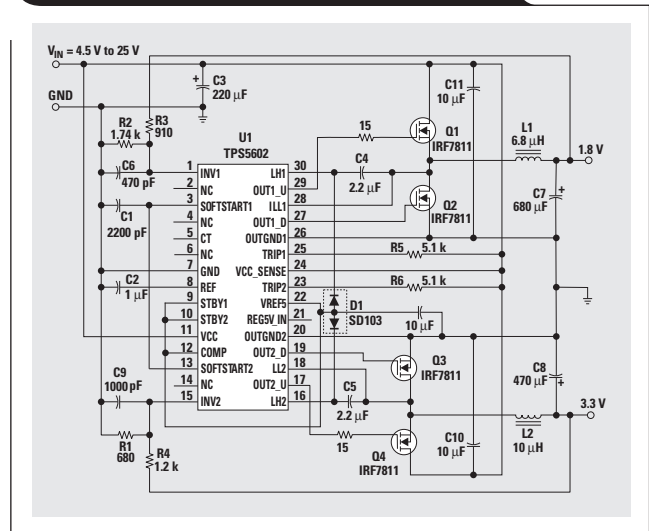 V_IN = 4.5 V to 25 V
GND
C3
220 µF
R2
1.74 k
R3
910
C6
470 pF
C1
2200 pF
C2
1 µF
C9
1000 pF
R1
680
R4
1.2 k
U1
TPS5602
1 INV1 LH1 30
2 NC OUT1_U 29
3 SOFTSTART1 ILL1 28
4 NC OUT1_D 27
5 CT OUTGND1 26
6 NC TRIP1 25
7 GND VCC_SENSE 24
8 REF TRIP2 23
9 STBY1 VREF5 22
10 STBY2 REG5V_IN 21
11 VCC OUTGND2 20
12 COMP OUT2_D 19
13 SOFTSTART2 LL2 18
14 NC OUT2_U 17
15 INV2 LH2 16
15
C4
2.2 µF
Q1
IRF7811
Q2
IRF7811
C11
10 µF
L1
6.8 µH
1.8 V
C7
680 µF
R5 5.1 k
R6 5.1 k
D1
SD103
10 µF
Q3
IRF7811
C5
2.2 µF
15
Q4
IRF7811
C10
10 µF
C8
470 µF
3.3 V
L2
10 µH